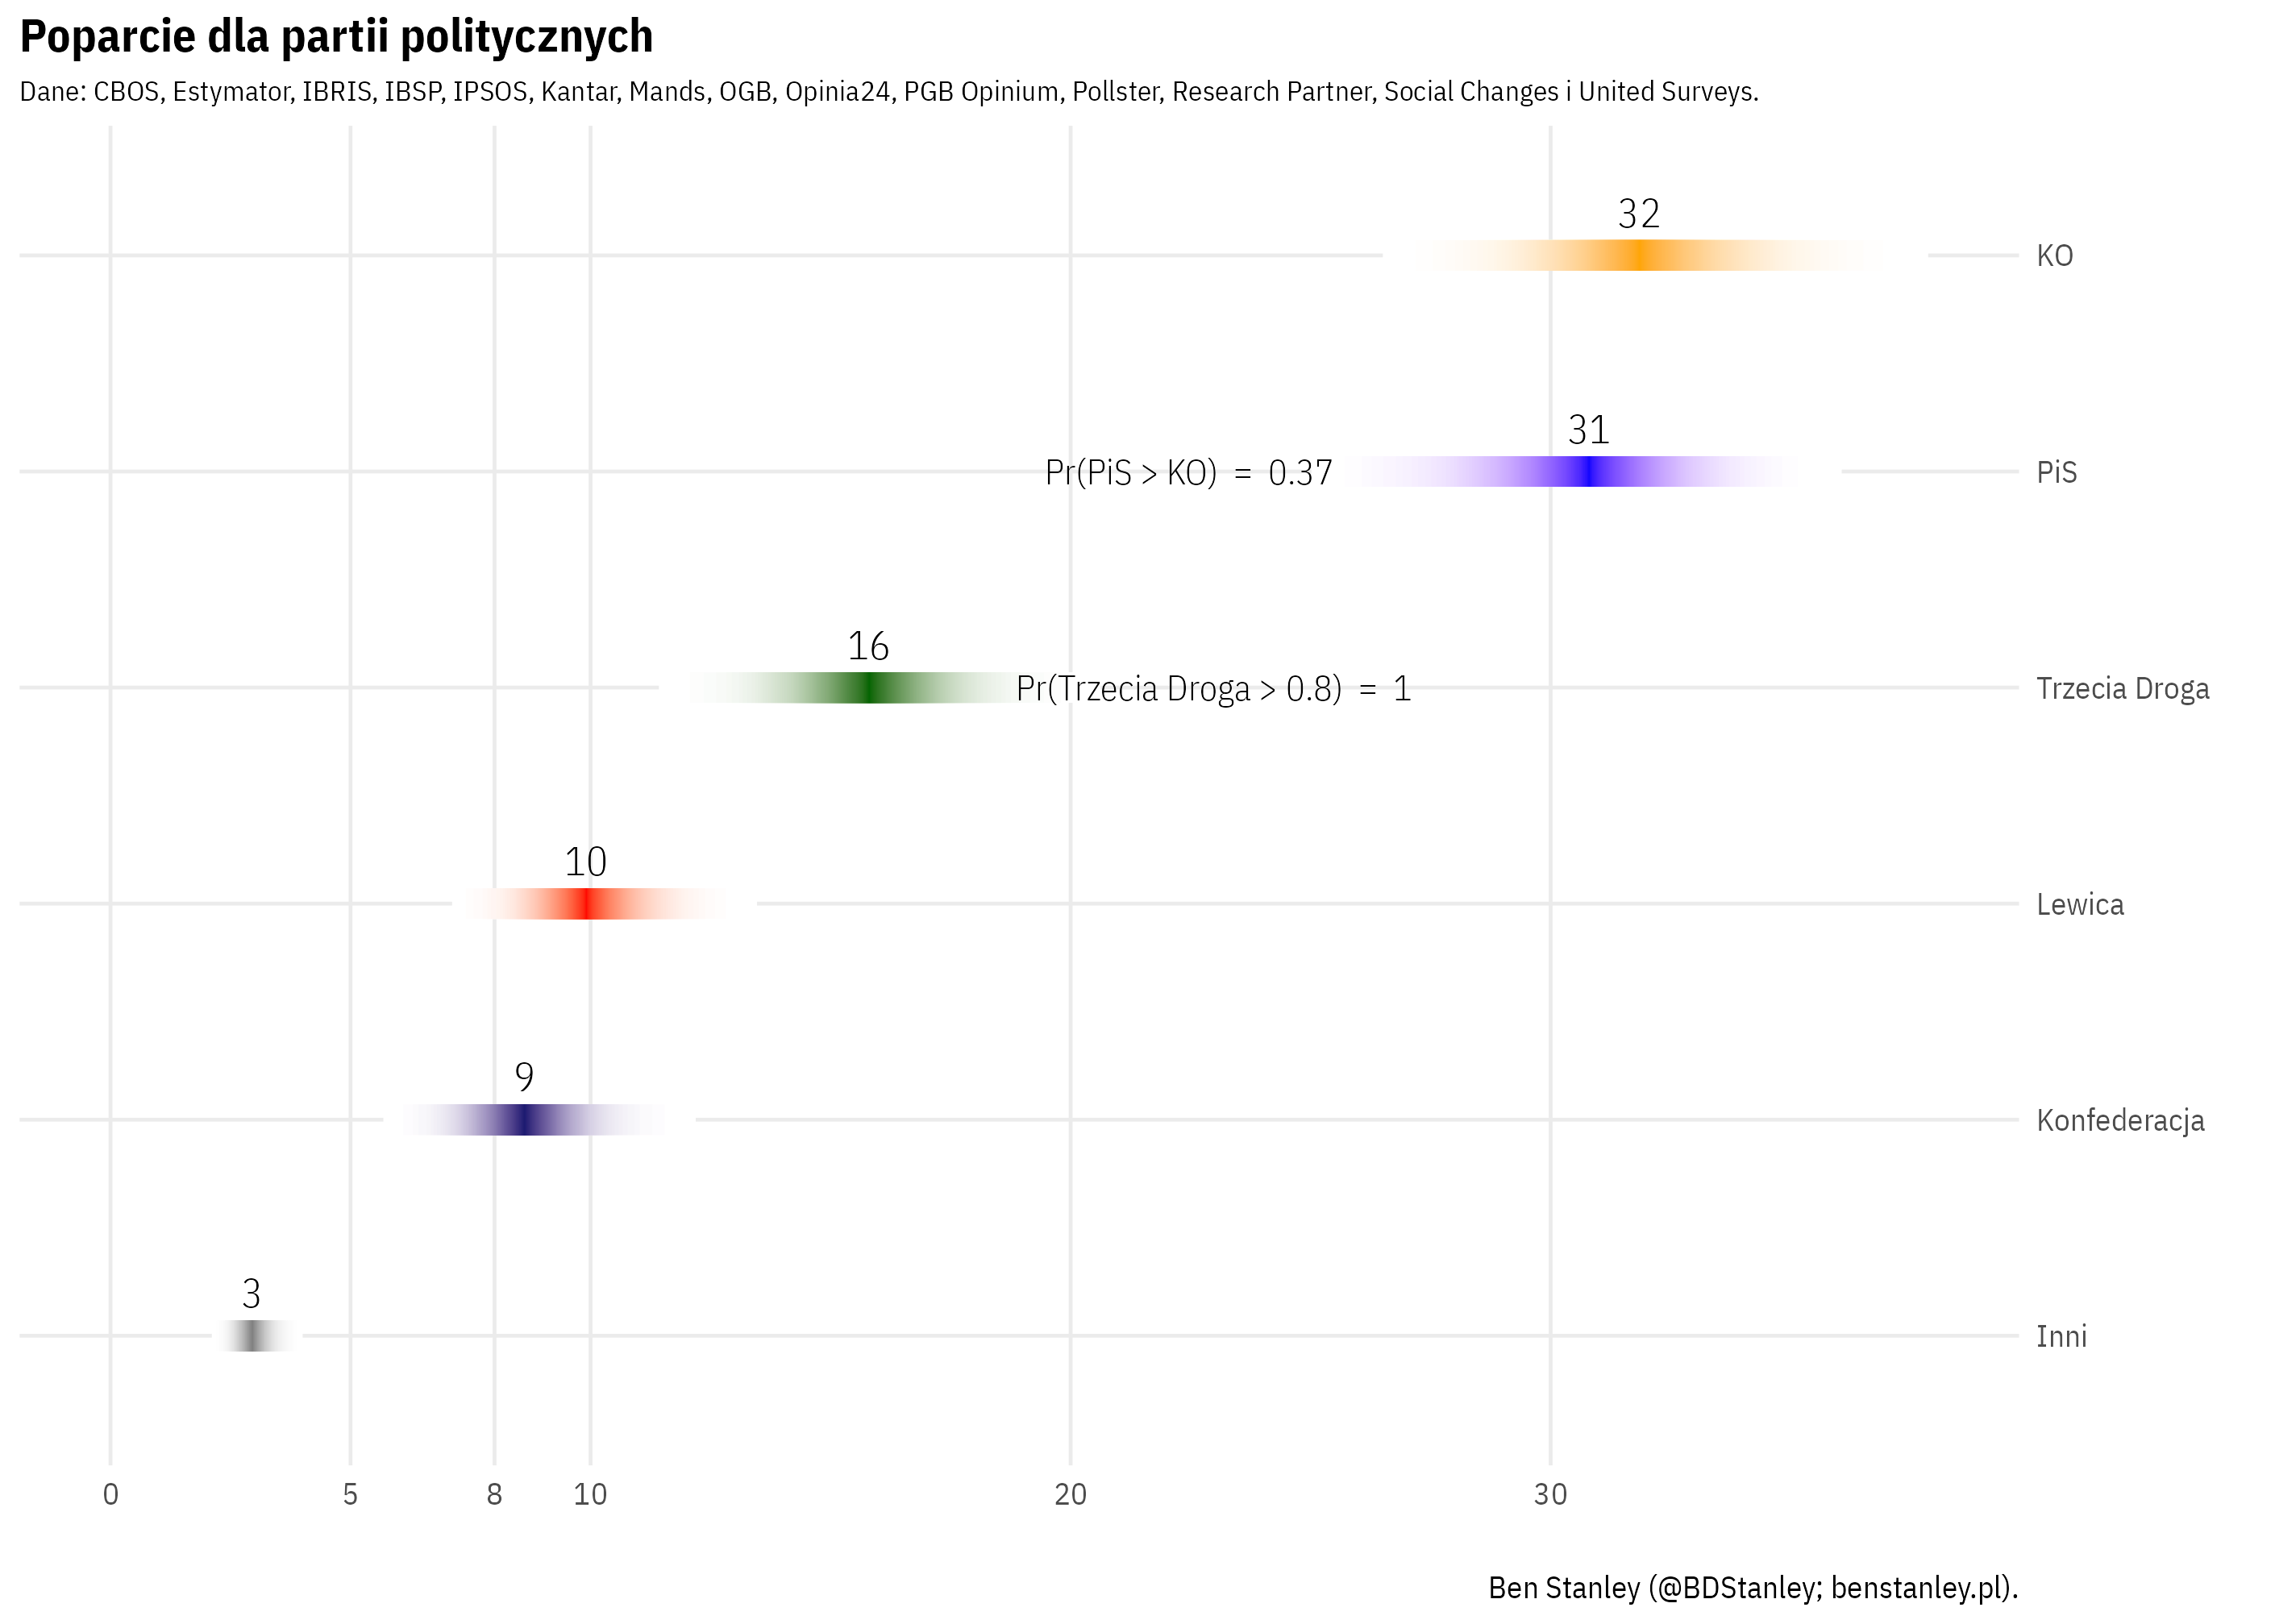 Poparcie dla partii politycznych
Dane: CBOS, Estymator, IBRIS, IBSP, IPSOS, Kantar, Mands, OGB, Opinia24, PGB Opinium, Pollster, Research Partner, Social Changes i United Surveys.
32
KO
31
Pr(PiS > KO) = 0.37
PiS
16
Pr(Trzecia Droga > 0.8) = 1
Trzecia Droga
10
Lewica
9
Konfederacja
3
Inni
0 5 8 10 20 30
Ben Stanley (@BDStanley; benstanley.pl).